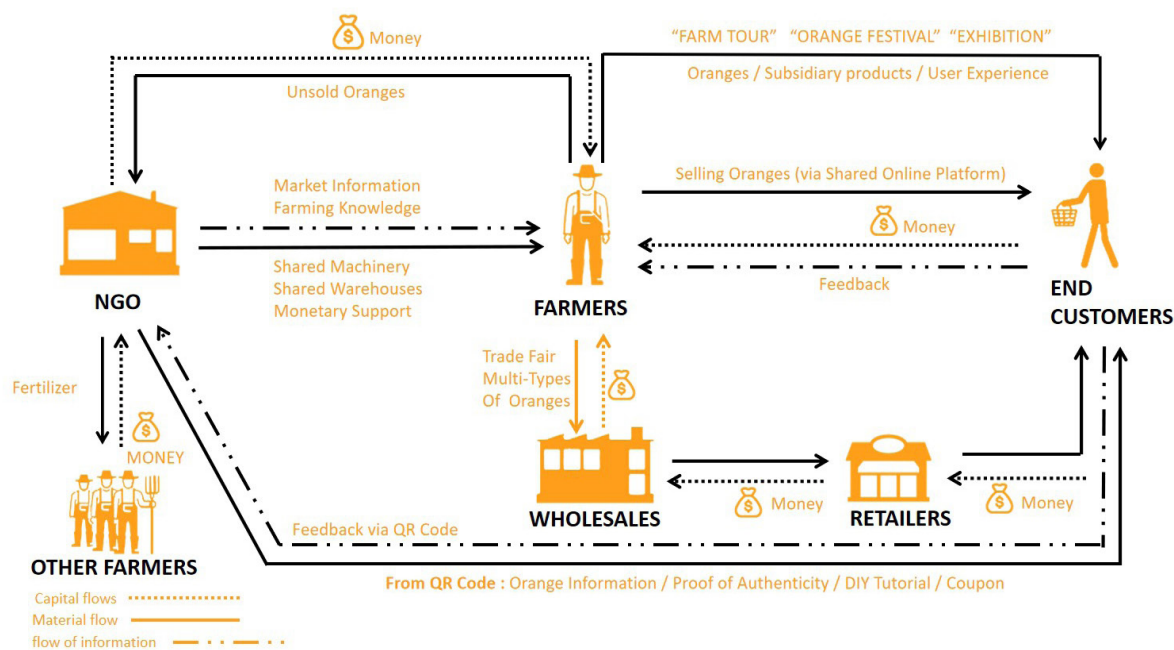 Money
“FARM TOUR” “ORANGE FESTIVAL” “EXHIBITION”
Oranges / Subsidiary products / User Experience
Unsold Oranges
Market Information
Farming Knowledge
Selling Oranges (via Shared Online Platform)
Money
Shared Machinery
Shared Warehouses
Monetary Support
Feedback
NGO
FARMERS
END
CUSTOMERS
Fertilizer
MONEY
Trade Fair
Multi-Types
Of Oranges
Money
Money
WHOLESALES
RETAILERS
Feedback via QR Code
OTHER FARMERS
From QR Code : Orange Information / Proof of Authenticity / DIY Tutorial / Coupon
Capital flows
Material flow
flow of information